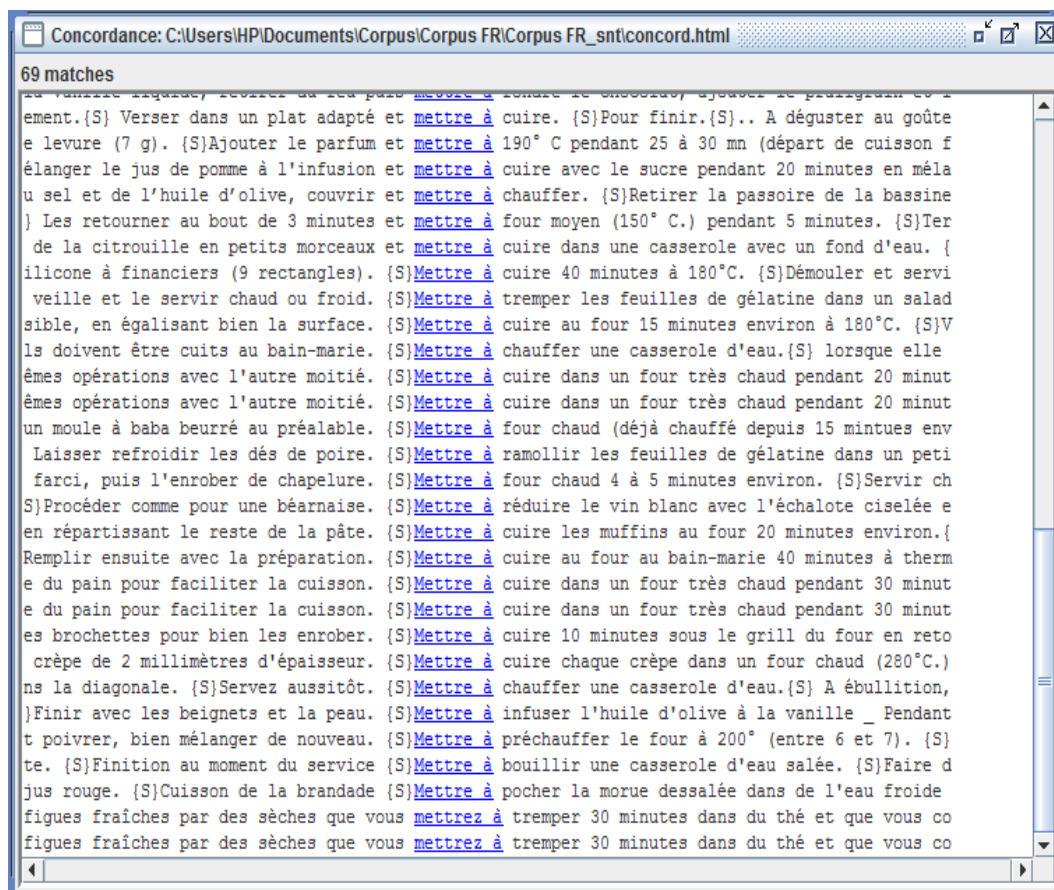 Concordance: C:\Users\HP\Documents\Corpus\Corpus FR\Corpus FR_snt\concord.html
69 matches
la vanille liquide, retirer du feu puis mettre à fondre le chocolat, ajouter le praligrain et l
ement.{S} Verser dans un plat adapté et mettre à cuire. {S}Pour finir.{S}.. A déguster au goûte
e levure (7 g). {S}Ajouter le parfum et mettre à 190° C pendant 25 à 30 mn (départ de cuisson f
élanger le jus de pomme à l'infusion et mettre à cuire avec le sucre pendant 20 minutes en méla
u sel et de l’huile d’olive, couvrir et mettre à chauffer. {S}Retirer la passoire de la bassine
} Les retourner au bout de 3 minutes et mettre à four moyen (150° C.) pendant 5 minutes. {S}Ter
de la citrouille en petits morceaux et mettre à cuire dans une casserole avec un fond d'eau. {
ilicone à financiers (9 rectangles). {S}Mettre à cuire 40 minutes à 180°C. {S}Démouler et servi
veille et le servir chaud ou froid. {S}Mettre à tremper les feuilles de gélatine dans un salad
sible, en égalisant bien la surface. {S}Mettre à cuire au four 15 minutes environ à 180°C. {S}V
ls doivent être cuits au bain-marie. {S}Mettre à chauffer une casserole d'eau.{S} lorsque elle
êmes opérations avec l'autre moitié. {S}Mettre à cuire dans un four très chaud pendant 20 minut
êmes opérations avec l'autre moitié. {S}Mettre à cuire dans un four très chaud pendant 20 minut
un moule à baba beurré au préalable. {S}Mettre à four chaud (déjà chauffé depuis 15 mintues env
Laisser refroidir les dés de poire. {S}Mettre à ramollir les feuilles de gélatine dans un peti
farci, puis l'enrober de chapelure. {S}Mettre à four chaud 4 à 5 minutes environ. {S}Servir ch
S}Procéder comme pour une béarnaise. {S}Mettre à réduire le vin blanc avec l'échalote ciselée e
en répartissant le reste de la pâte. {S}Mettre à cuire les muffins au four 20 minutes environ.{
Remplir ensuite avec la préparation. {S}Mettre à cuire au four au bain-marie 40 minutes à therm
e du pain pour faciliter la cuisson. {S}Mettre à cuire dans un four très chaud pendant 30 minut
e du pain pour faciliter la cuisson. {S}Mettre à cuire dans un four très chaud pendant 30 minut
es brochettes pour bien les enrober. {S}Mettre à cuire 10 minutes sous le grill du four en reto
crèpe de 2 millimètres d'épaisseur. {S}Mettre à cuire chaque crèpe dans un four chaud (280°C.)
ns la diagonale. {S}Servez aussitôt. {S}Mettre à chauffer une casserole d'eau.{S} A ébullition,
}Finir avec les beignets et la peau. {S}Mettre à infuser l'huile d'olive à la vanille _ Pendant
t poivrer, bien mélanger de nouveau. {S}Mettre à préchauffer le four à 200° (entre 6 et 7). {S}
te. {S}Finition au moment du service {S}Mettre à bouillir une casserole d'eau salée. {S}Faire d
jus rouge. {S}Cuisson de la brandade {S}Mettre à pocher la morue dessalée dans de l'eau froide
figues fraîches par des sèches que vous mettrez à tremper 30 minutes dans du thé et que vous co
figues fraîches par des sèches que vous mettrez à tremper 30 minutes dans du thé et que vous co